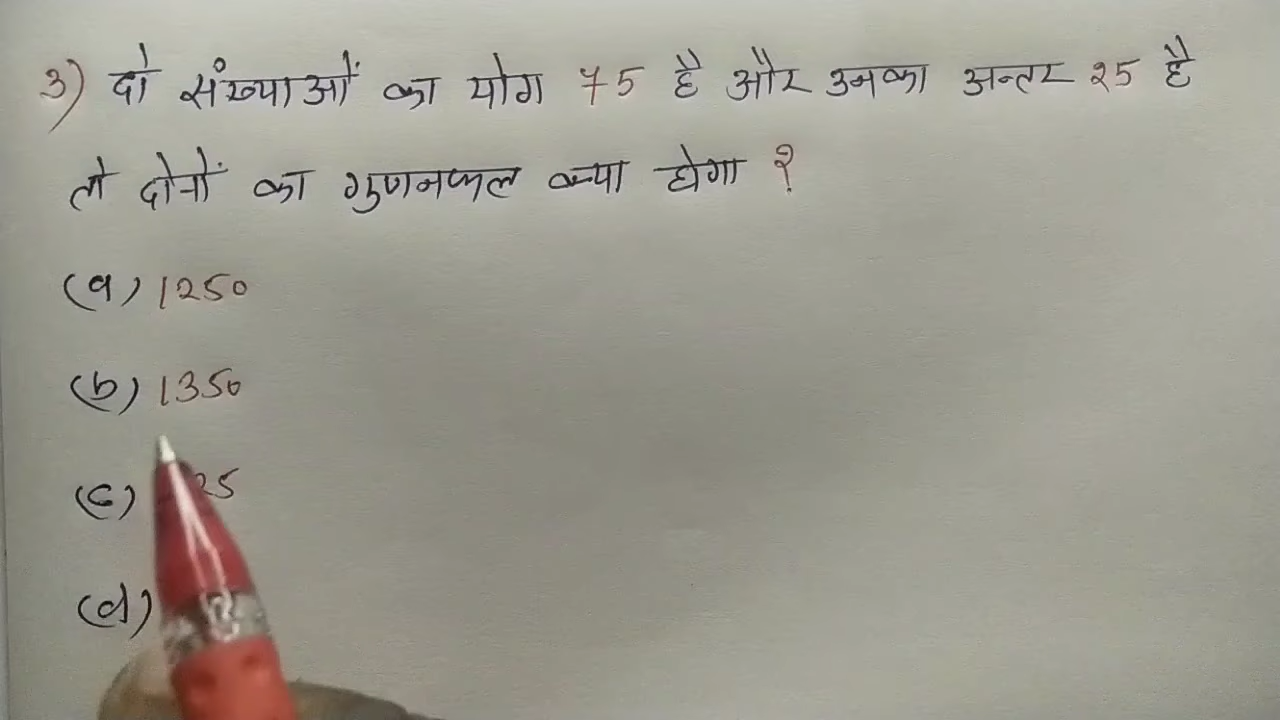 3) दो संख्याओं का योग 75 है और उनका अन्तर 25 है
तो दोनों का गुणनफल क्या होगा ?
(a) 1250
(b) 1350
(c)
(d)